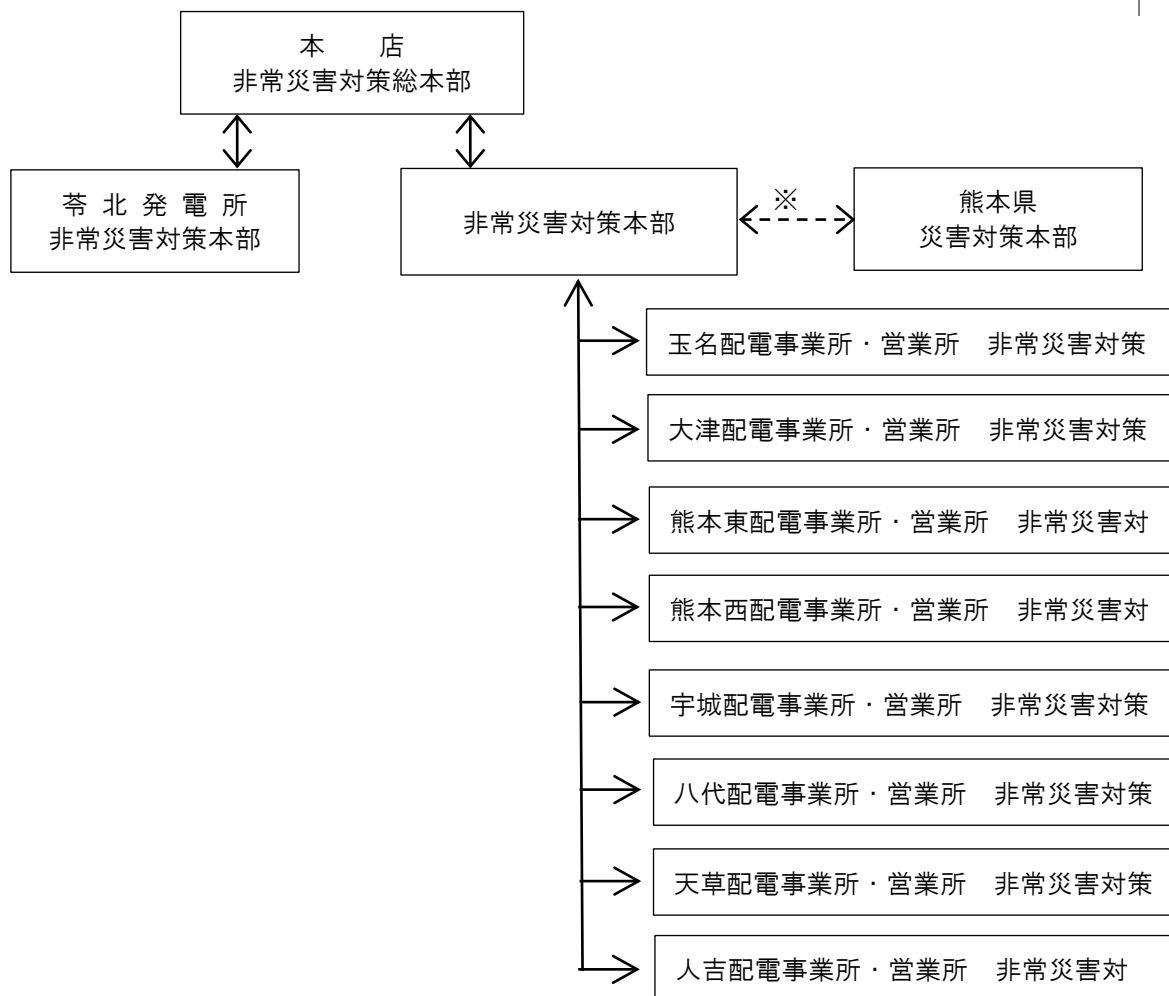 本　　店
非常災害対策総本部
苓 北 発 電 所
非常災害対策本部
非常災害対策本部
※
熊本県
災害対策本部
玉名配電事業所・営業所　非常災害対策
大津配電事業所・営業所　非常災害対策
熊本東配電事業所・営業所　非常災害対
熊本西配電事業所・営業所　非常災害対
宇城配電事業所・営業所　非常災害対策
八代配電事業所・営業所　非常災害対策
天草配電事業所・営業所　非常災害対策
人吉配電事業所・営業所　非常災害対